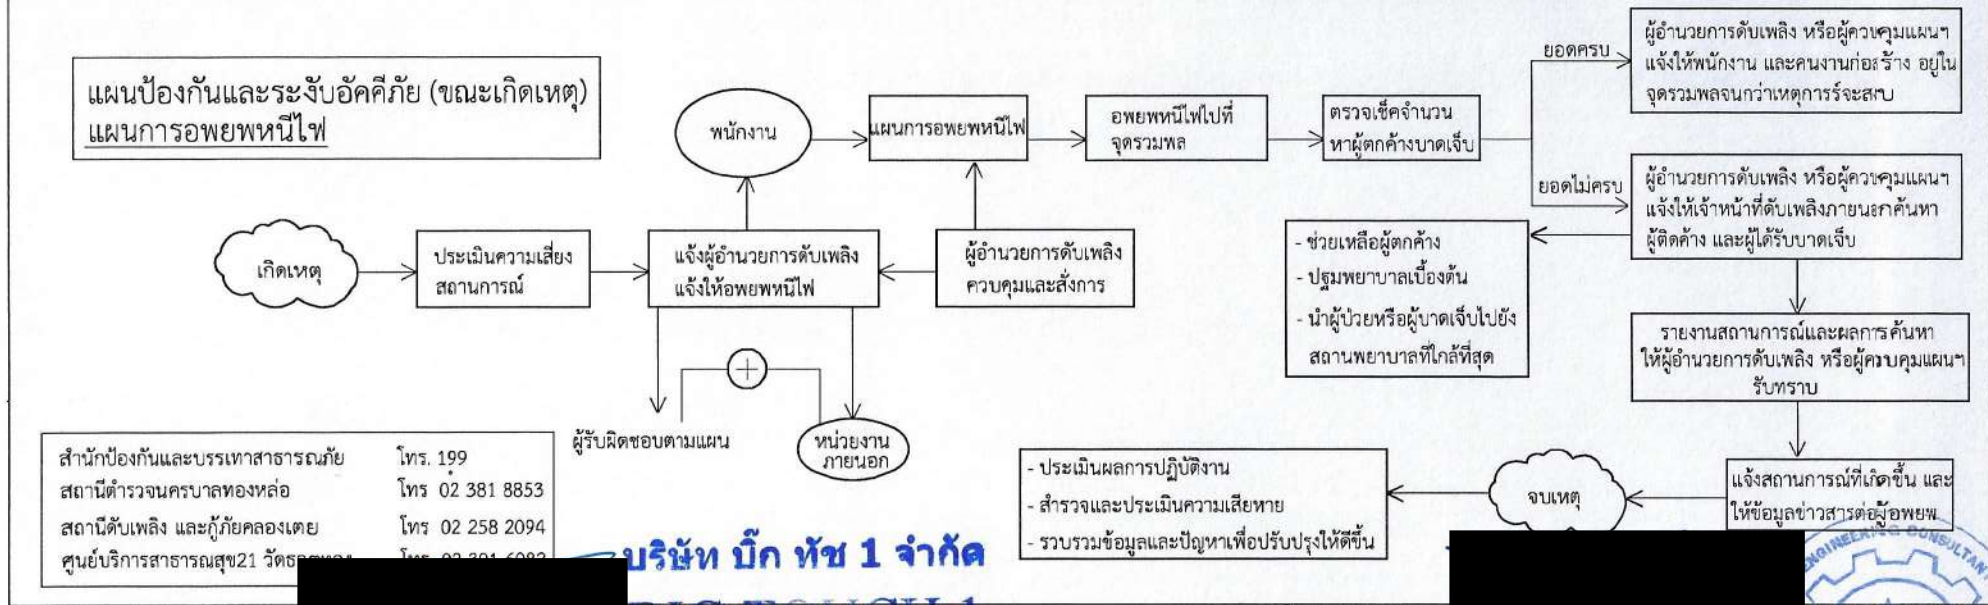 แผนป้องกันและระงับอัคคีภัย (ขณะเกิดเหตุ)
แผนการอพยพหนีไฟ
พนักงาน
แผนการอพยพหนีไฟ
อพยพหนีไฟไปที่
จุดรวมพล
ตรวจเช็คจำนวน
หาผู้ตกค้างบาดเจ็บ
ยอดครบ
ผู้อำนวยการดับเพลิง หรือผู้ควบคุมแผนฯ
แจ้งให้พนักงาน และคนงานก่อสร้าง อยู่ใน
จุดรวมพลจนกว่าเหตุการร์จะสงบ
ยอดไม่ครบ
ผู้อำนวยการดับเพลิง หรือผู้ควบคุมแผนฯ
แจ้งให้เจ้าหน้าที่ดับเพลิงภายนอกค้นหา
ผู้ติดค้าง และผู้ได้รับบาดเจ็บ
เกิดเหตุ
ประเมินความเสี่ยง
สถานการณ์
แจ้งผู้อำนวยการดับเพลิง
แจ้งให้อพยพหนีไฟ
ผู้อำนวยการดับเพลิง
ควบคุมและสั่งการ
- ช่วยเหลือผู้ตกค้าง
- ปฐมพยาบาลเบื้องต้น
- นำผู้ป่วยหรือผู้บาดเจ็บไปยัง
สถานพยาบาลที่ใกล้ที่สุด
รายงานสถานการณ์และผลการค้นหา
ให้ผู้อำนวยการดับเพลิง หรือผู้ควบคุมแผนฯ
รับทราบ
ผู้รับผิดชอบตามแผน
หน่วยงาน
ภายนอก
สำนักป้องกันและบรรเทาสาธารณภัย โทร. 199
สถานีตำรวจนครบาลทองหล่อ โทร 02 381 8853
สถานีดับเพลิง และกู้ภัยคลองเตย โทร 02 258 2094
ศูนย์บริการสาธารณสุข21
- ประเมินผลการปฏิบัติงาน
- สำรวจและประเมินความเสียหาย
- รวบรวมข้อมูลและปัญหาเพื่อปรับปรุงให้ดีขึ้น
จบเหตุ
แจ้งสถานการณ์ที่เกิดขึ้น และ
ให้ข้อมูลข่าวสารต่อผู้อพยพ
บริษัท บิ๊ก ทัช 1 จำกัด
ENGINEERING CONSULTANT